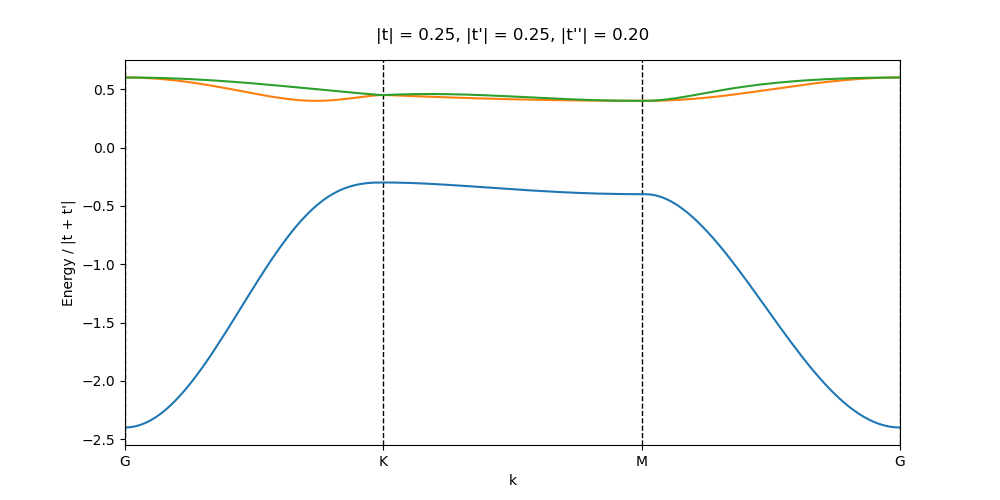 |t| = 0.25, |t'| = 0.25, |t''| = 0.20
Energy / |t + t'|
0.5
0.0
−0.5
−1.0
−1.5
−2.0
−2.5
G K M G
k